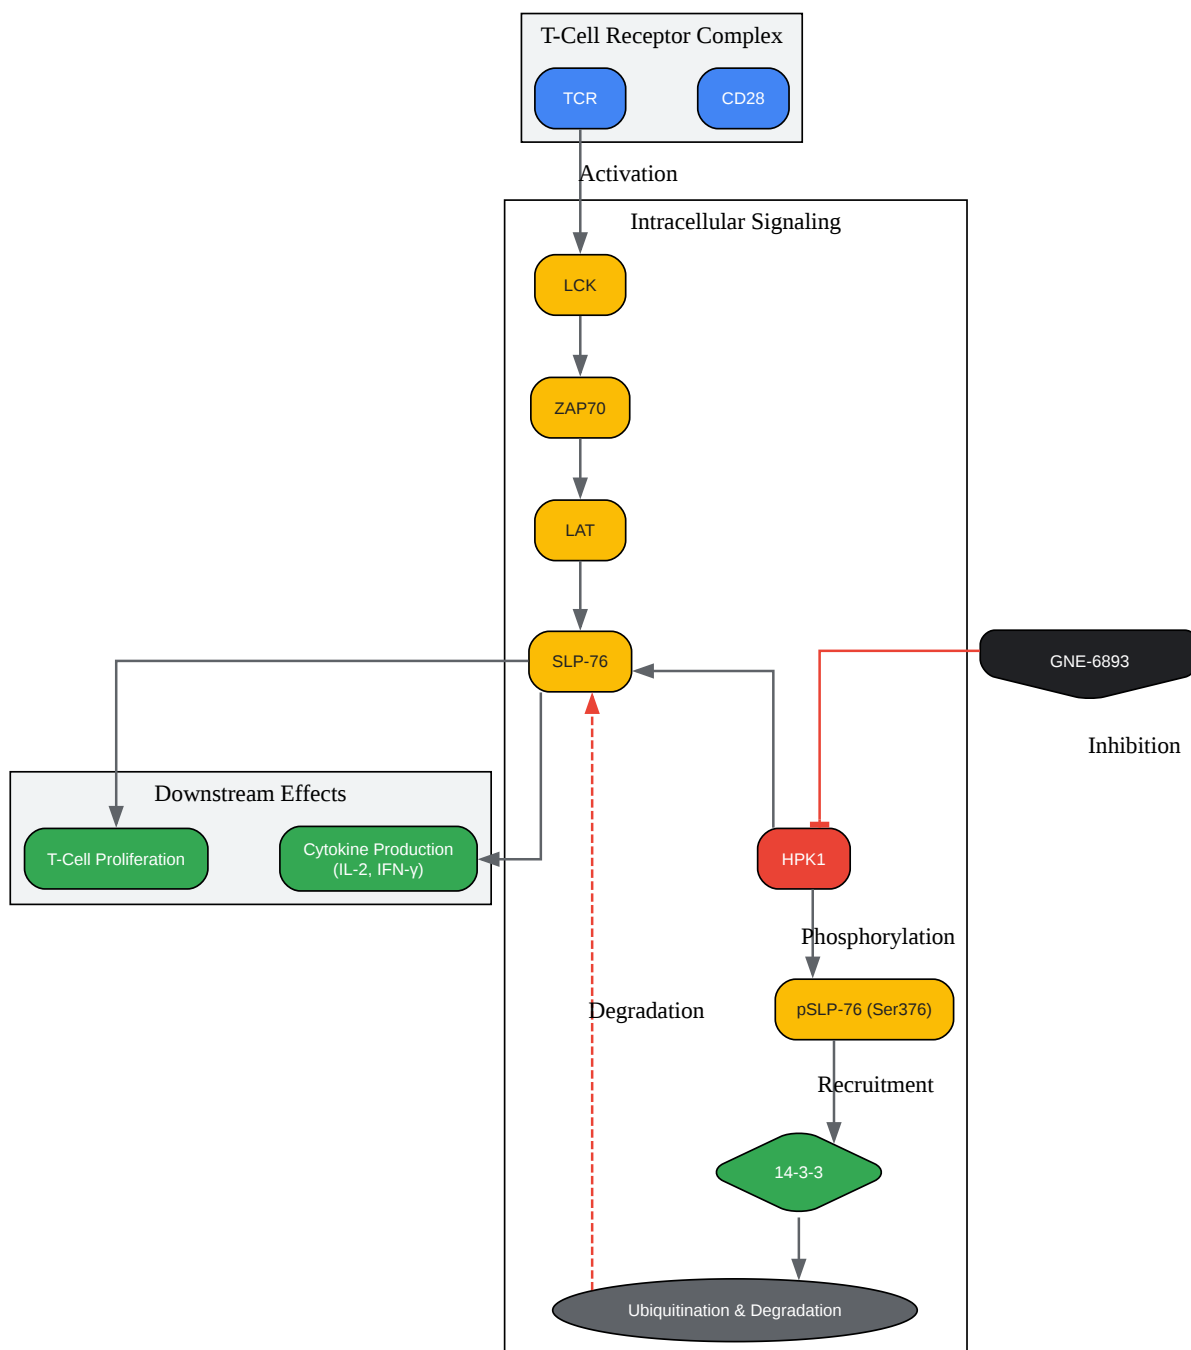 T-Cell Receptor Complex
TCR
CD28
Activation
Intracellular Signaling
LCK
ZAP70
LAT
SLP-76
GNE-6893
Inhibition
Downstream Effects
T-Cell Proliferation
Cytokine Production
(IL-2, IFN-γ)
HPK1
Phosphorylation
Degradation
pSLP-76 (Ser376)
Recruitment
14-3-3
Ubiquitination & Degradation